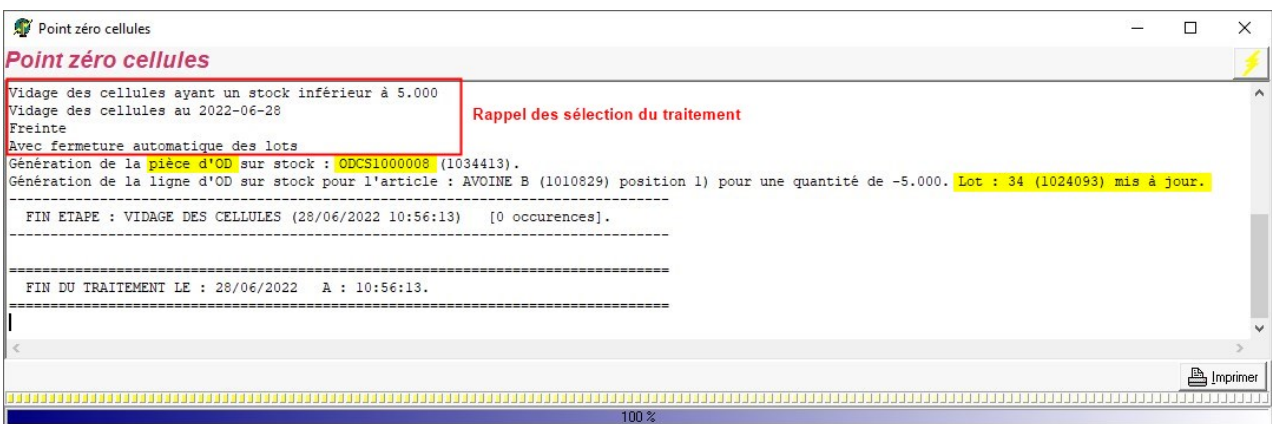 Point zéro cellules
Point zéro cellules
Vidage des cellules ayant un stock inférieur à 5.000
Vidage des cellules au 2022-06-28
Rappel des sélection du traitement
Freinte
Avec fermeture automatique des lots
Génération de la pièce d'OD sur stock : ODCS1000008 (1034413).
Génération de la ligne d'OD sur stock pour l'article : AVOINE B (1010829) position 1) pour une quantité de -5.000. Lot : 34 (1024093) mis à jour.
--------------------------------------------------------------------------------
FIN ETAPE : VIDAGE DES CELLULES (28/06/2022 10:56:13) [0 occurences].
--------------------------------------------------------------------------------
================================================================================
FIN DU TRAITEMENT LE : 28/06/2022 A : 10:56:13.
================================================================================
Imprimer
100 %